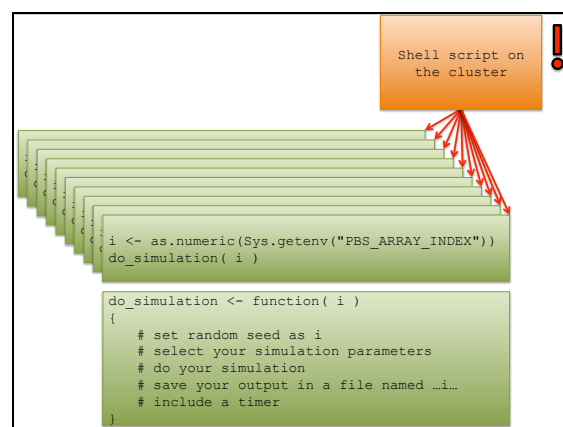 Shell script on
the cluster
!
i <- as.numeric(Sys.getenv("PBS_ARRAY_INDEX"))
do_simulation( i )
do_simulation <- function( i )
{
# set random seed as i
# select your simulation parameters
# do your simulation
# save your output in a file named …i…
# include a timer
}